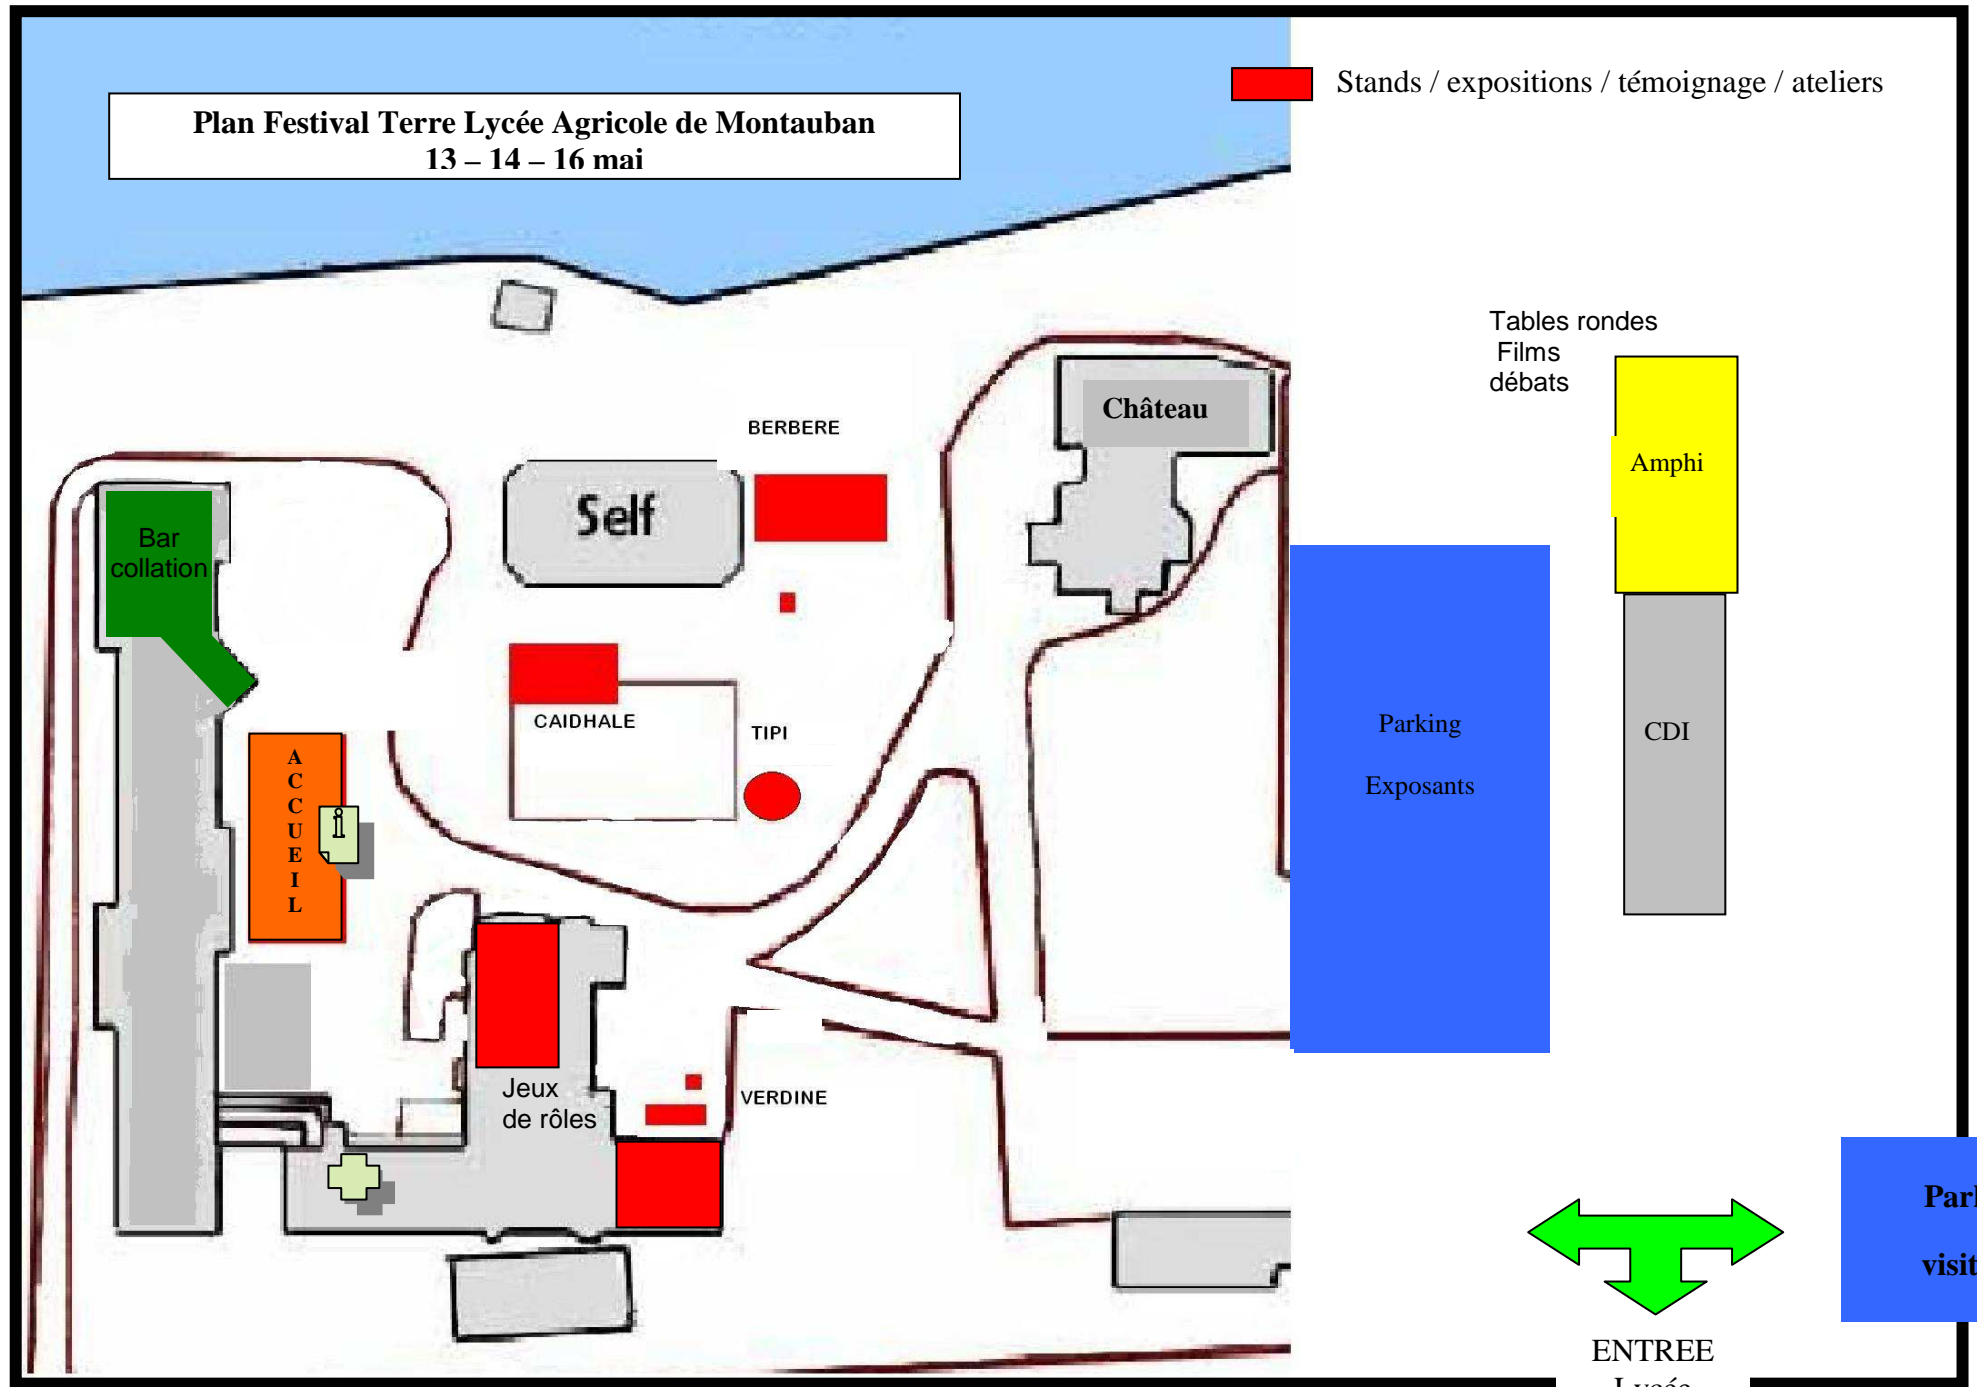 Plan Festival Terre Lycée Agricole de Montauban
13 – 14 – 16 mai
Stands / expositions / témoignage / ateliers
Tables rondes
Films
débats
Château
BERBERE
Amphi
Self
Bar
collation
CAIDHALE
TIPI
Parking
Exposants
CDI
A
C
C
U
E
I
L
i
Jeux
de rôles
VERDINE
ENTREE
Lycée